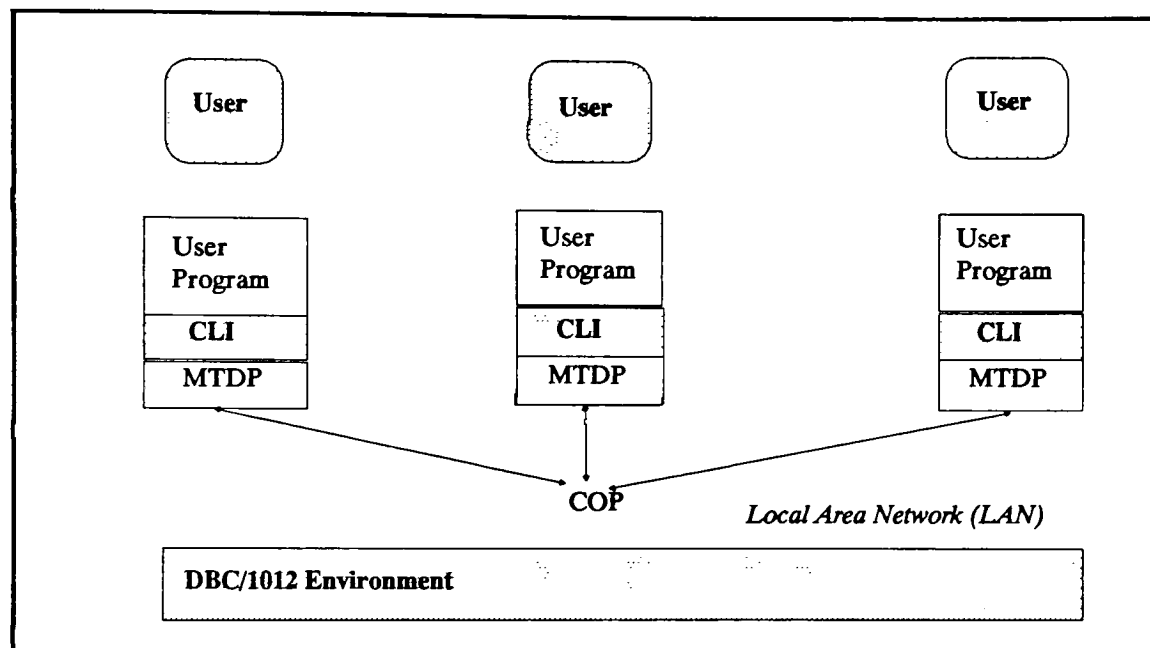 User
User
User
User
Program
CLI
MTDP
User
Program
CLI
MTDP
User
Program
CLI
MTDP
COP
Local Area Network (LAN)
DBC/1012 Environment